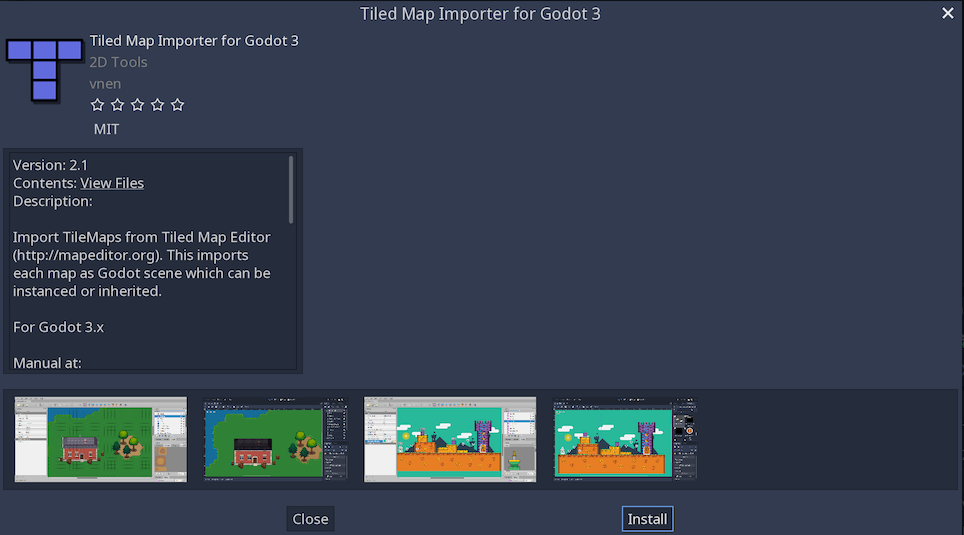 Tiled Map Importer for Godot 3
Tiled Map Importer for Godot 3
2D Tools
vnen
MIT
Version: 2.1
Contents: View Files
Description:
Import TileMaps from Tiled Map Editor
(http://mapeditor.org). This imports
each map as Godot scene which can be
instanced or inherited.
For Godot 3.x
Manual at:
Close
Install